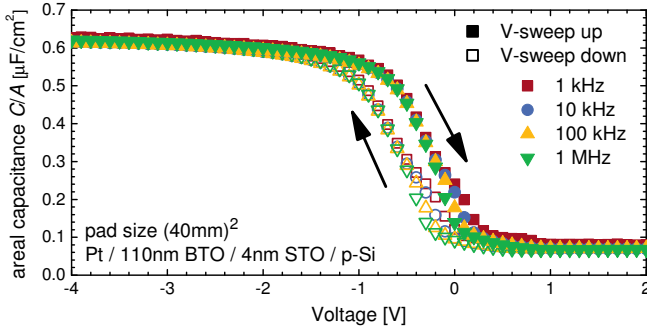 areal capacitance C/A [µF/cm²]
0.7
0.6
0.5
0.4
0.3
0.2
0.1
0.0
V-sweep up
V-sweep down
1 kHz
10 kHz
100 kHz
1 MHz
pad size (40mm)²
Pt / 110nm BTO / 4nm STO / p-Si
-4 -3 -2 -1 0 1 2
Voltage [V]